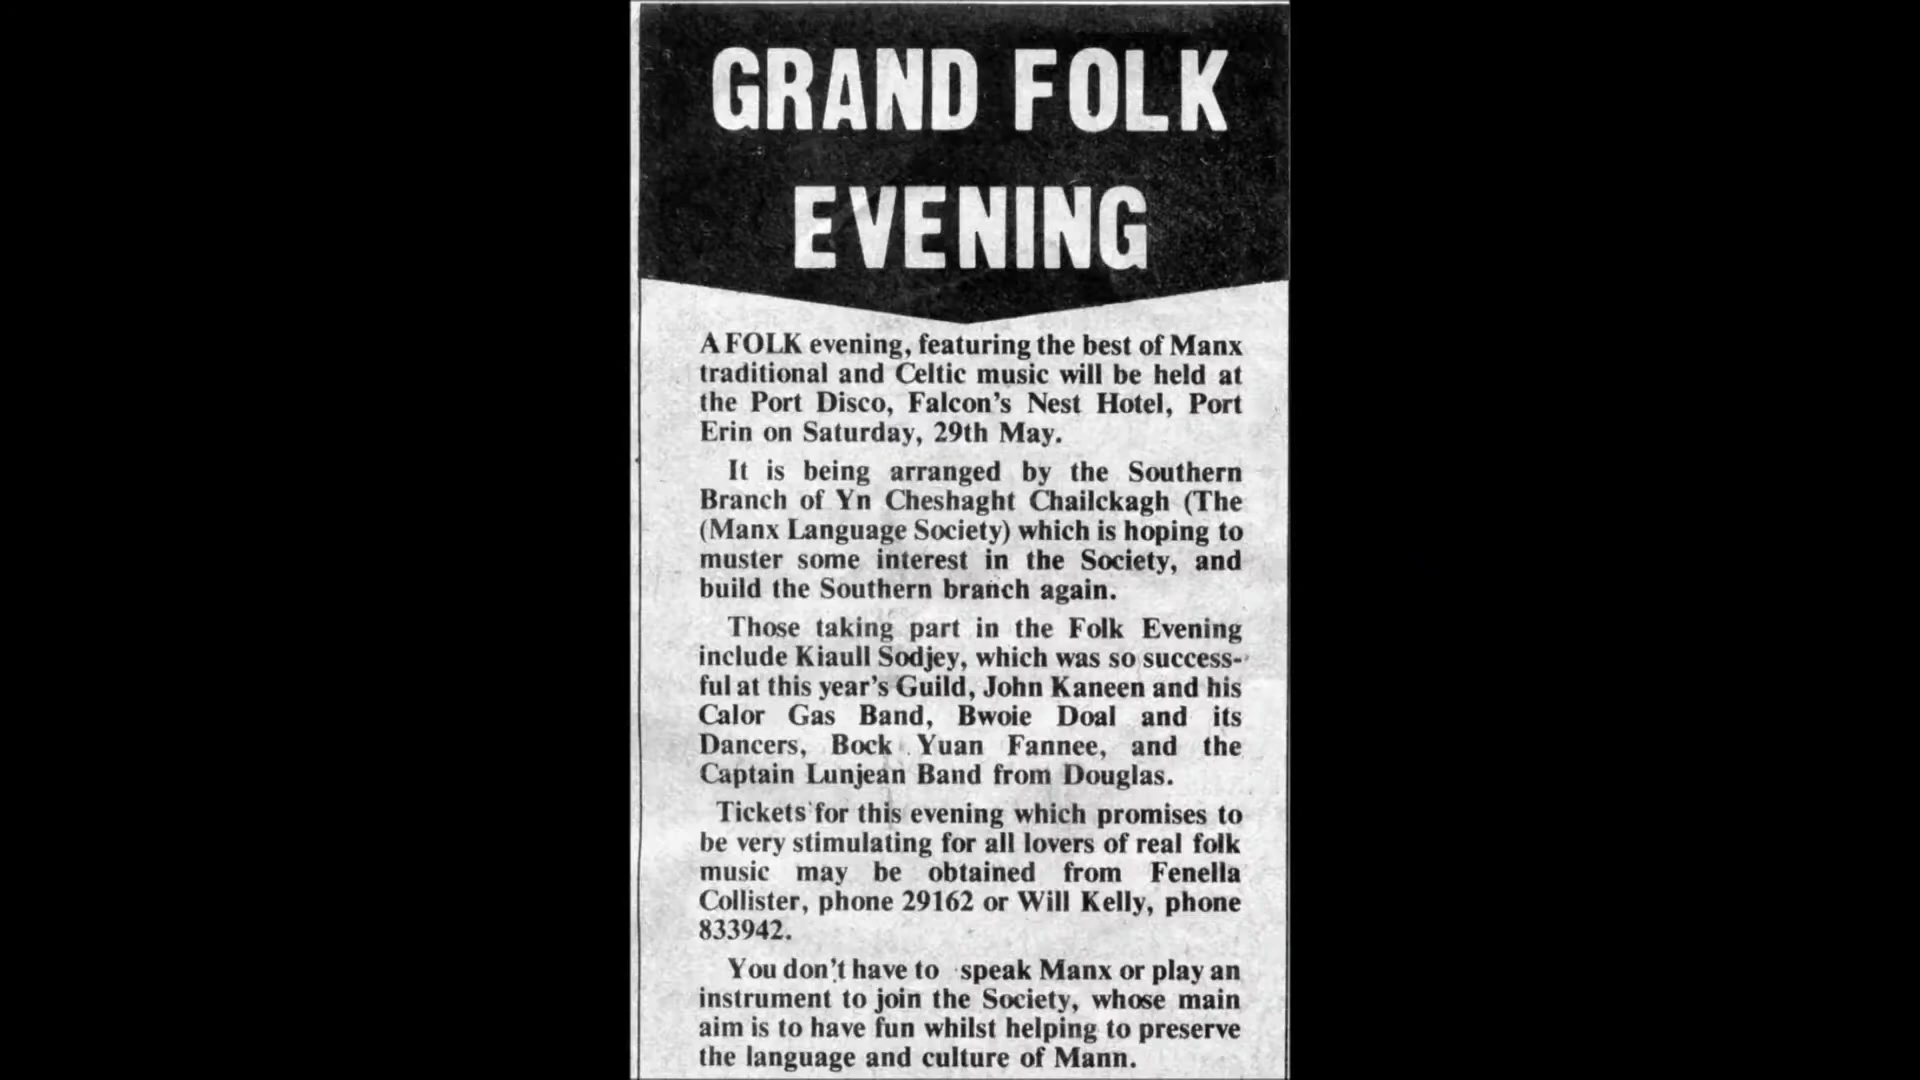 GRAND FOLK
EVENING
A FOLK evening, featuring the best of Manx
traditional and Celtic music will be held at
the Port Disco, Falcon's Nest Hotel, Port
Erin on Saturday, 29th May.
It is being arranged by the Southern
Branch of Yn Cheshaght Chailckagh (The
(Manx Language Society) which is hoping to
muster some interest in the Society, and
build the Southern branch again.
Those taking part in the Folk Evening
include Kiaull Sodjey, which was so success-
ful at this year's Guild, John Kaneen and his
Calor Gas Band, Bwoie Doal and its
Dancers, Bock Yuan Fannee, and the
Captain Lunjean Band from Douglas.
Tickets for this evening which promises to
be very stimulating for all lovers of real folk
music may be obtained from Fenella
Collister, phone 29162 or Will Kelly, phone
833942.
You don't have to speak Manx or play an
instrument to join the Society, whose main
aim is to have fun whilst helping to preserve
the language and culture of Mann.